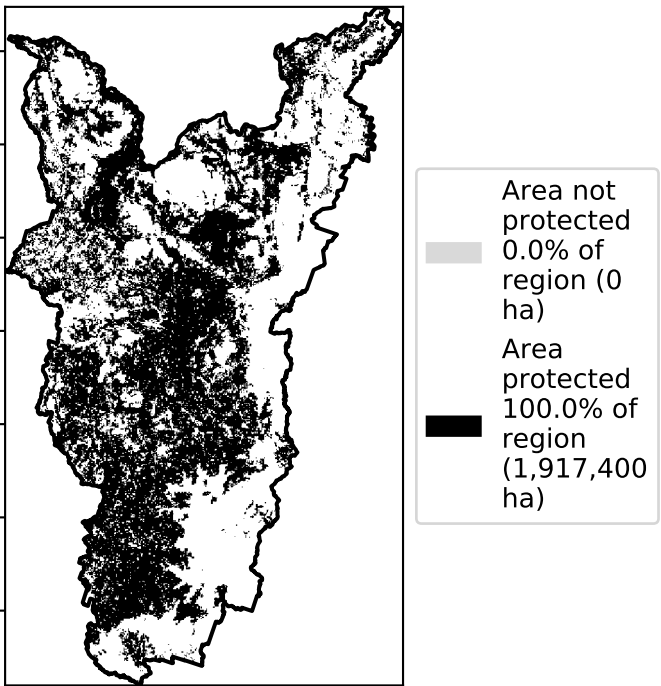 Area not
protected
0.0% of
region (0
ha)
Area
protected
100.0% of
region
(1,917,400
ha)